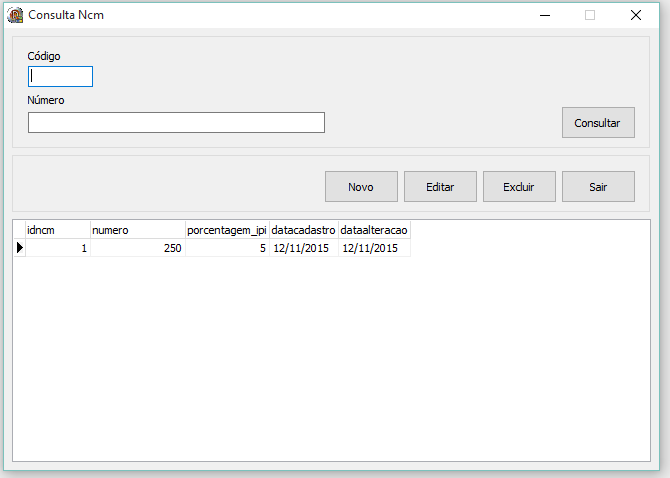 Consulta Ncm
Código
Número
Consultar
Novo Editar Excluir Sair
idncm numero porcentagem_ipi datacadastro dataalteracao
1 250 5 12/11/2015 12/11/2015